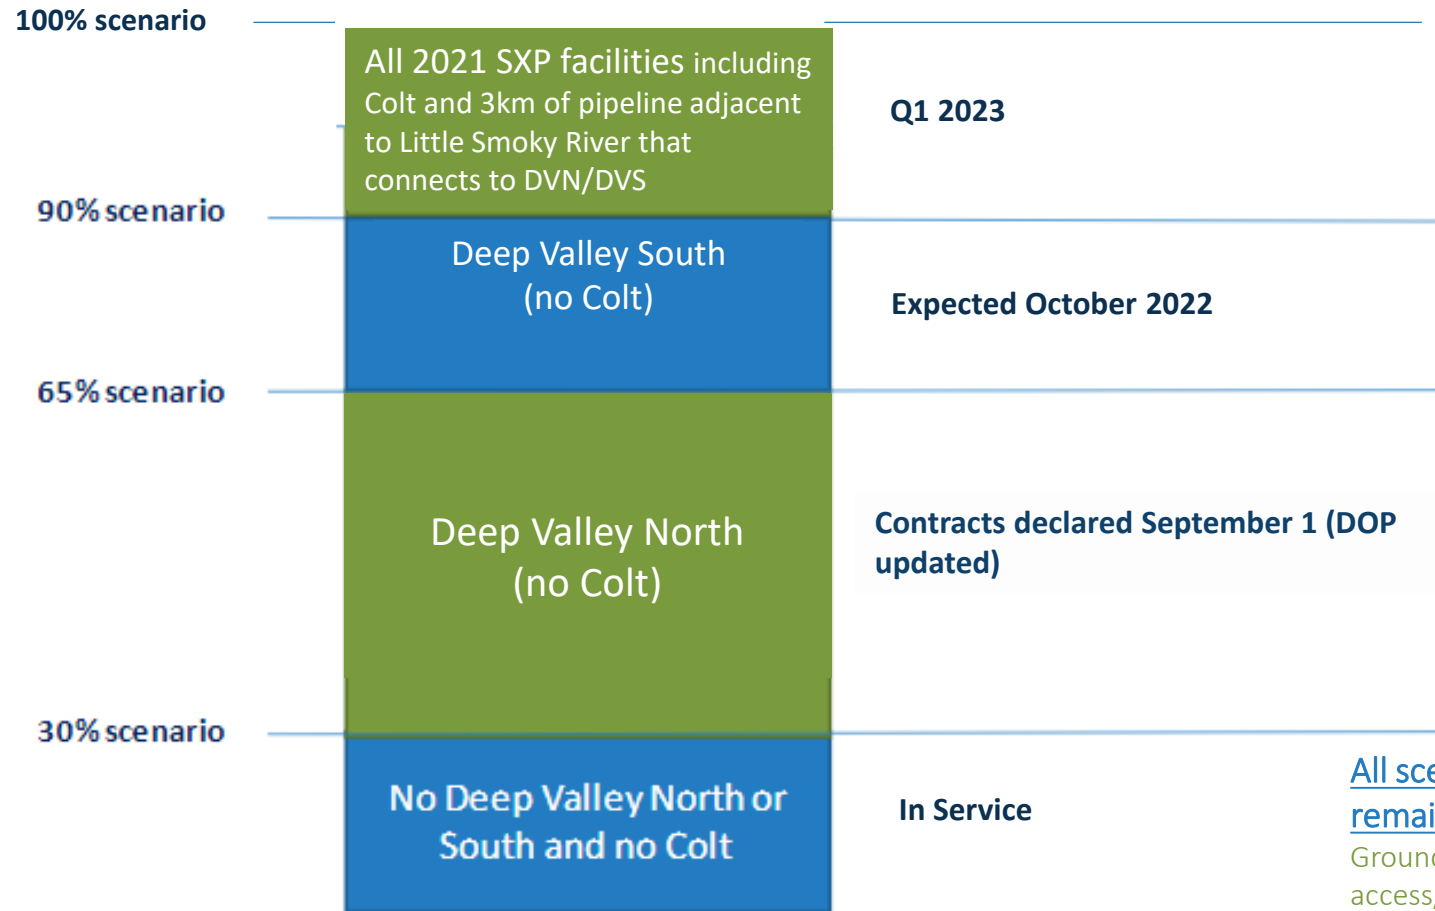 100% scenario
All 2021 SXP facilities including
Colt and 3km of pipeline adjacent
to Little Smoky River that
connects to DVN/DVS
Q1 2023
90% scenario
Deep Valley South
(no Colt)
Expected October 2022
65% scenario
Deep Valley North
(no Colt)
Contracts declared September 1 (DOP
updated)
30% scenario
No Deep Valley North or
South and no Colt
In Service
All
access,